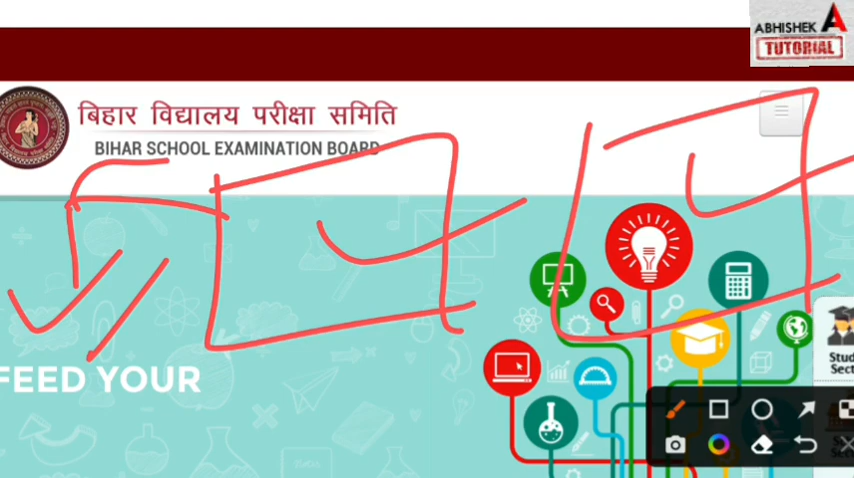 ABHISHEK A
TUTORIAL
बिहार विद्यालय परीक्षा समिति
BIHAR SCHOOL EXAMINATION BOARD
FEED YOUR